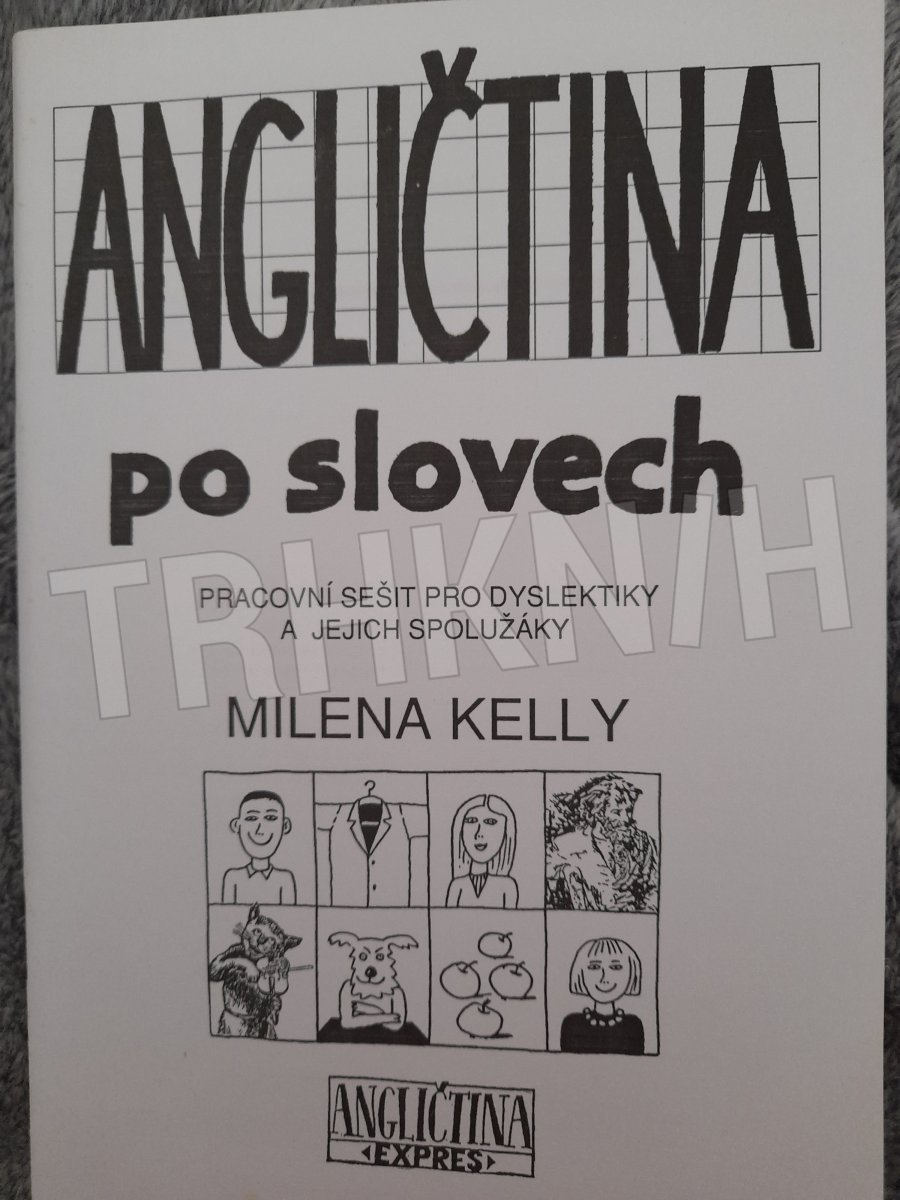 ANGLIČTINA
po slovech
TRHKNIH
PRACOVNÍ SEŠIT PRO DYSLEKTIKY
A JEJICH SPOLUŽÁKY
MILENA KELLY
ANGLIČTINA
EXPRES